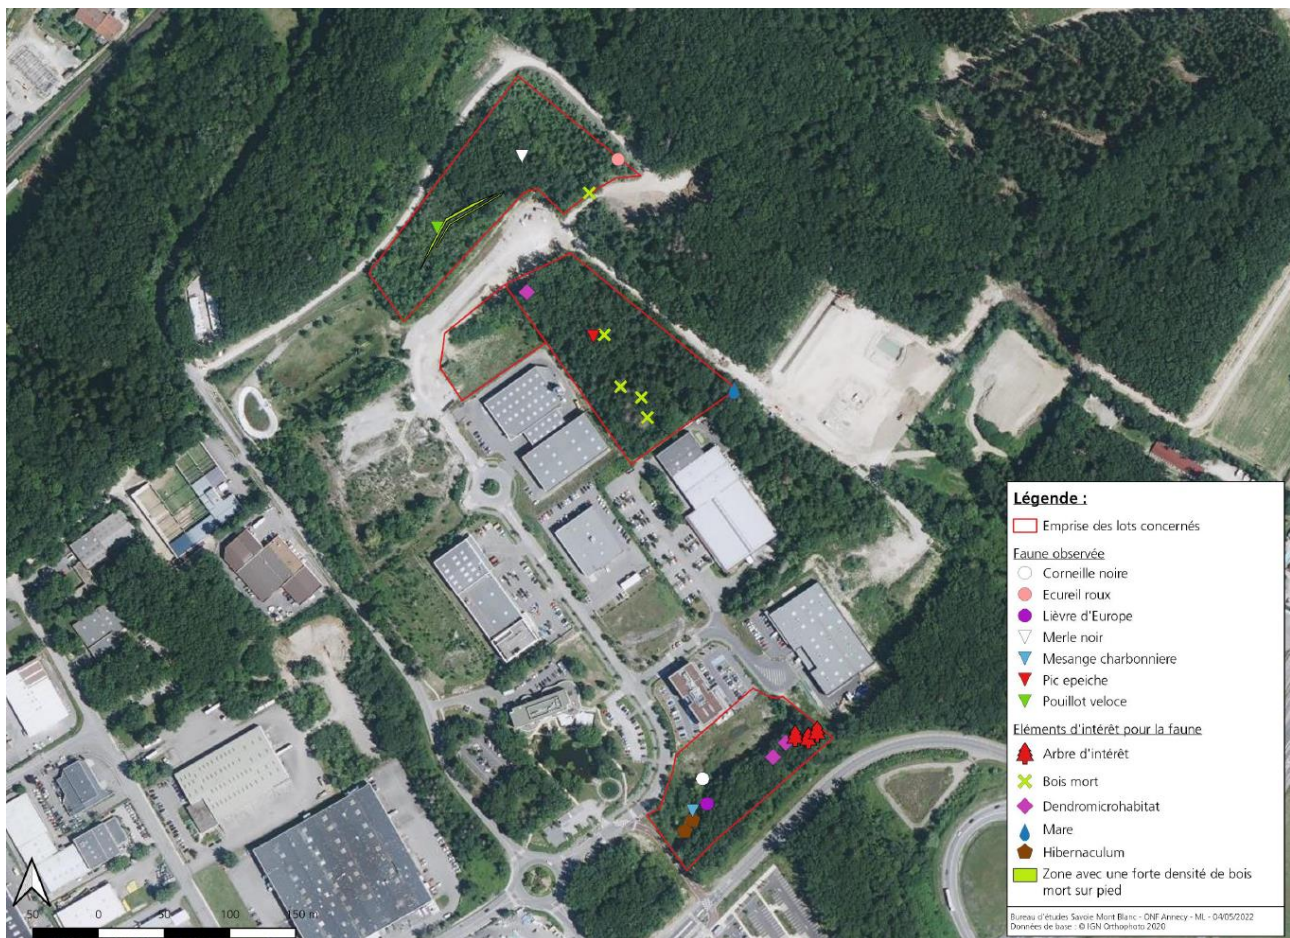 Légende :
Emprise des lots concernés
Faune observée
Corneille noire
Ecureil roux
Lièvre d'Europe
Merle noir
Mesange charbonniere
Pic epeiche
Pouillot veloce
Eléments d'intérêt pour la faune
Arbre d'intérêt
Bois mort
Dendromicrohabitat
Mare
Hibernaculum
Zone avec une forte densité de bois
mort sur pied
50 0 50 100 150 m
Bureau d'études Savoie Mont Blanc - ONF Annecy - ML - 04/05/2022
Données de base : © IGN Orthophoto 2020